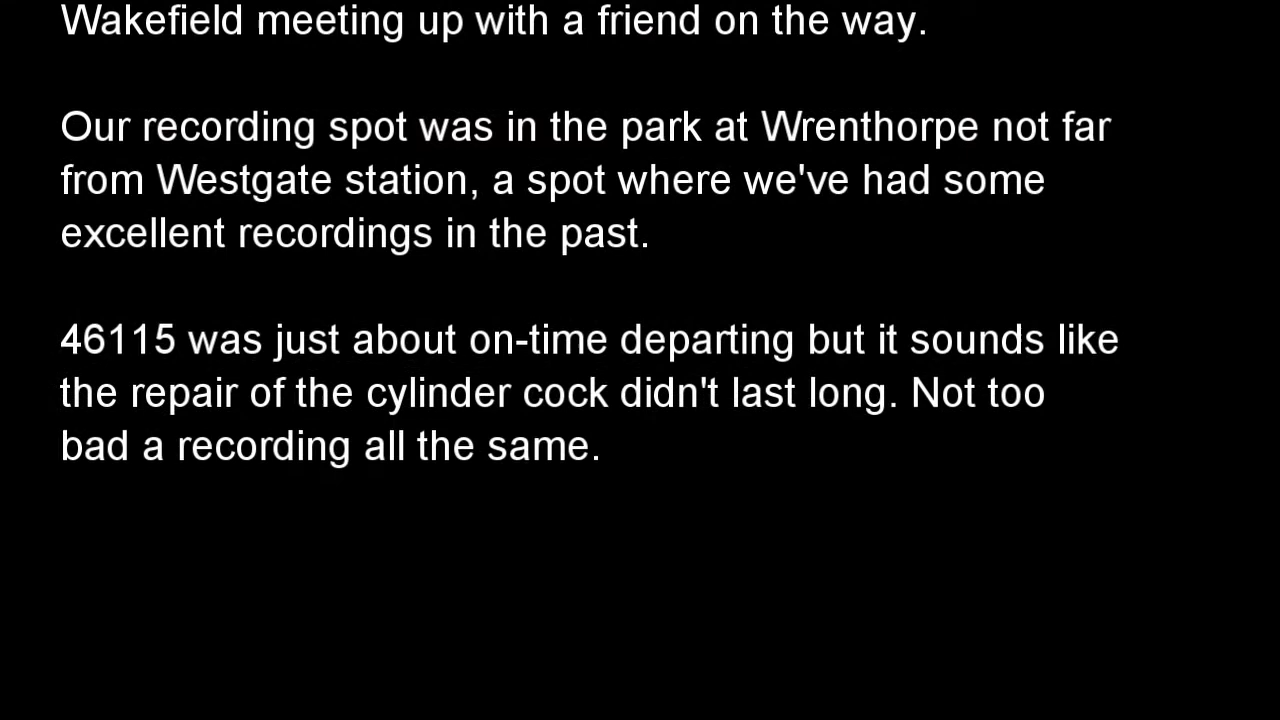 Wakefield meeting up with a friend on the way.
Our recording spot was in the park at Wrenthorpe not far
from Westgate station, a spot where we've had some
excellent recordings in the past.
46115 was just about on-time departing but it sounds like
the repair of the cylinder cock didn't last long. Not too
bad a recording all the same.